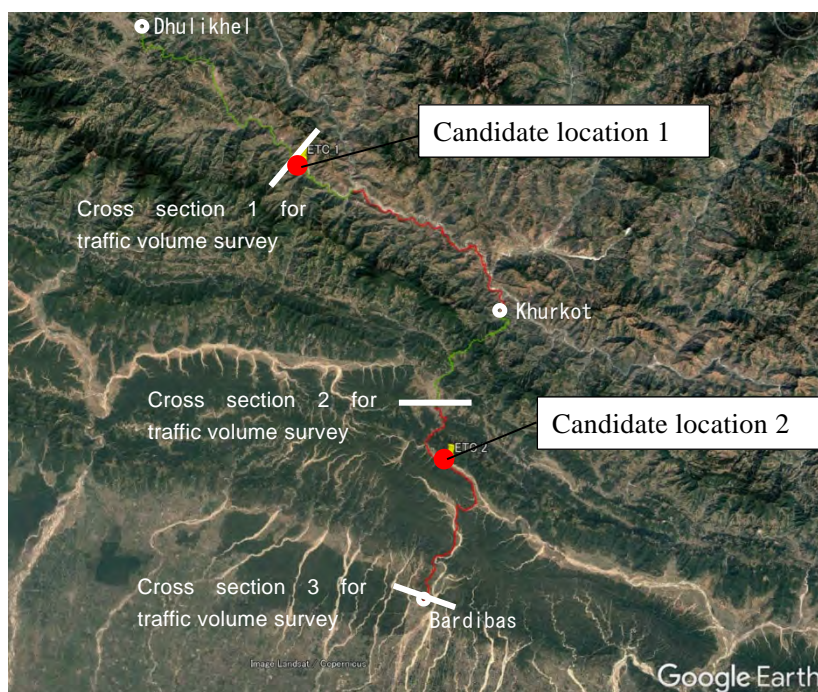 Dhulikhel
Candidate location 1
ETC 1
Cross section 1 for
traffic volume survey
Khurkot
Cross section 2 for
traffic volume survey
Candidate location 2
ETC 2
Cross section 3 for
traffic volume survey
Bardibas
Image Landsat / Copernicus
Google Earth